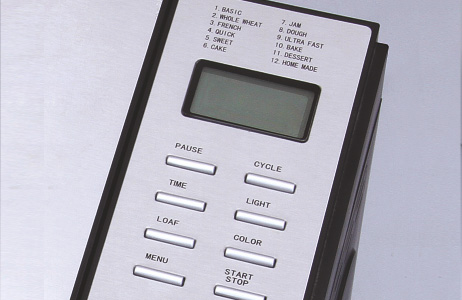 1. BASIC
2. WHOLE WHEAT
3. FRENCH
4. QUICK
5. SWEET
6. CAKE
7. JAM
8. DOUGH
9. ULTRA FAST
10. BAKE
11. DESSERT
12. HOME MADE
PAUSE
CYCLE
TIME
LIGHT
LOAF
COLOR
MENU
START
STOP